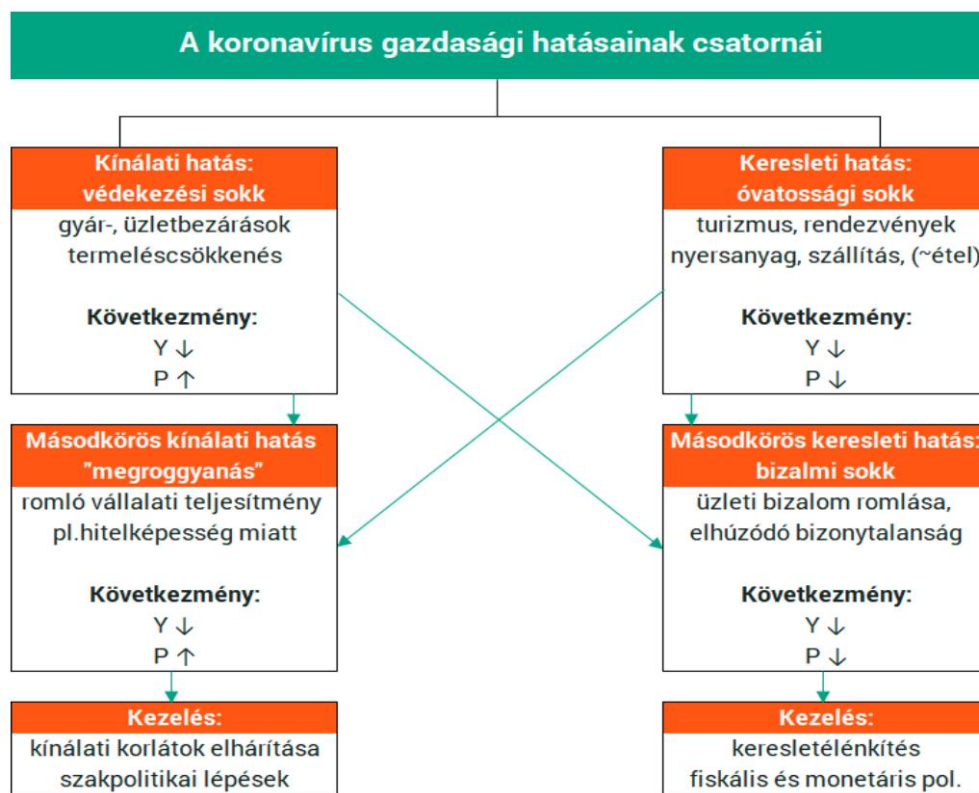 A koronavírus gazdasági hatásainak csatornái
Kínálati hatás:
védekezési sokk
gyár-, üzletbezárások
termeléscsökkenés
Következmény:
Y ↓
P ↑
Keresleti hatás:
óvatossági sokk
turizmus, rendezvények
nyersanyag, szállítás, (~étel)
Következmény:
Y ↓
P ↓
Másodkörös kínálati hatás
"megroggyanás"
romló vállalati teljesítmény
pl.hitelképesség miatt
Következmény:
Y ↓
P ↑
Másodkörös keresleti hatás:
bizalmi sokk
üzleti bizalom romlása,
elhúzódó bizonytalanság
Következmény:
Y ↓
P ↓
Kezelés:
kínálati korlátok elhárítása
szakpolitikai lépések
Kezelés:
keresletélénkítés
fiskális és monetáris pol.